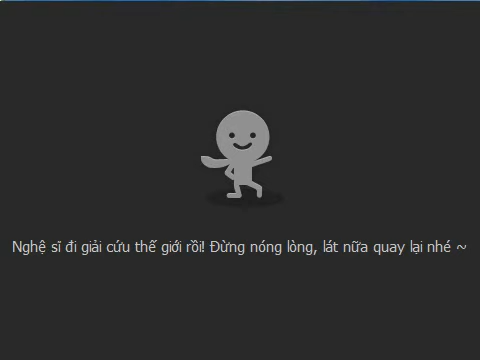 Nghệ sĩ đi giải cứu thế giới rồi! Đừng nóng lòng, lát nữa quay lại nhé ~